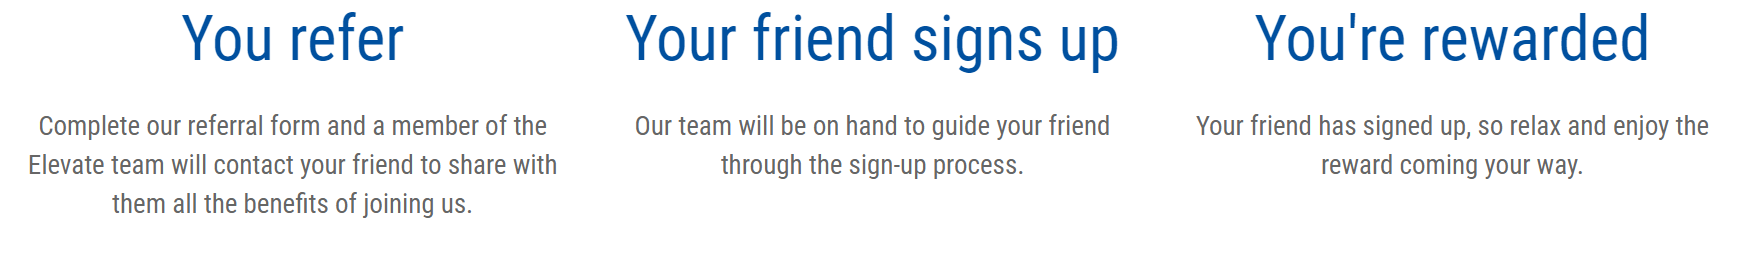 You refer
Complete our referral form and a member of the
Elevate team will contact your friend to share with
them all the benefits of joining us.
Your friend signs up
Our team will be on hand to guide your friend
through the sign-up process.
You're rewarded
Your friend has signed up, so relax and enjoy the
reward coming your way.